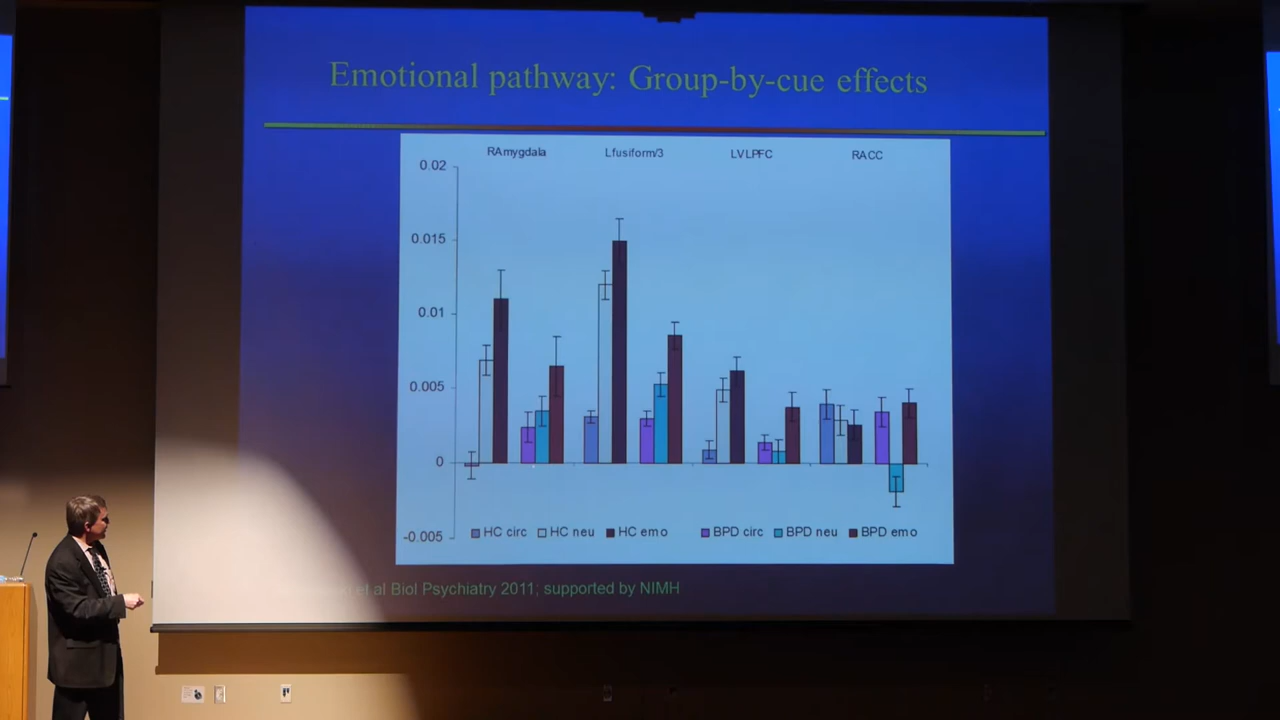 Emotional pathway: Group-by-cue effects
RAmygdala Lfusiform/3 LVLPFC RACC
0.02
0.015
0.01
0.005
0
-0.005
HC circ HC neu HC emo BPD circ BPD neu BPD emo
et al Biol Psychiatry 2011; supported by NIMH